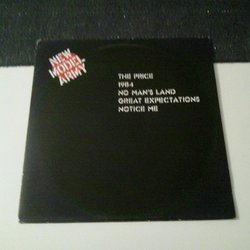 NEW
MODEL
ARMY
THE PRICE
1984
NO MAN'S LAND
GREAT EXPECTATIONS
NOTICE ME